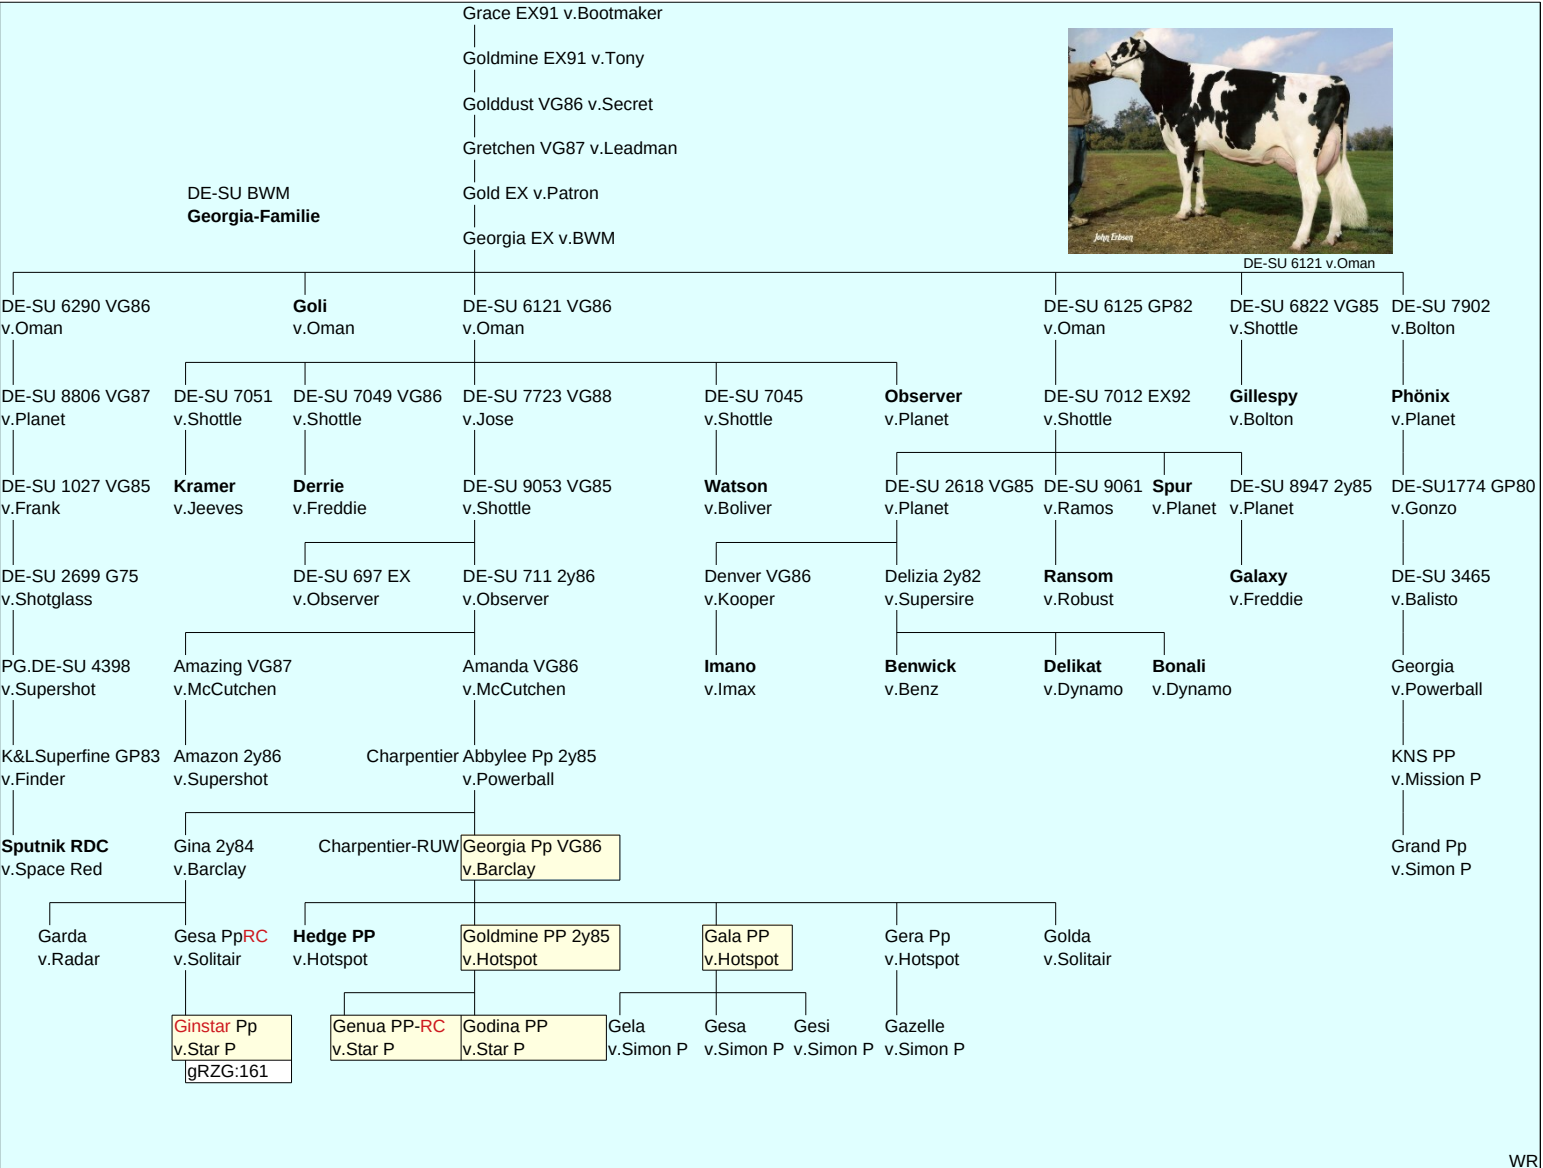 Grace EX91 v.Bootmaker
Goldmine EX91 v.Tony
Golddust VG86 v.Secret
Gretchen VG87 v.Leadman
DE-SU BWM
Georgia-Familie
Gold EX v.Patron
Georgia EX v.BWM
John Erbsen
DE-SU 6121 v.Oman
DE-SU 6290 VG86
v.Oman
Goli
v.Oman
DE-SU 6121 VG86
v.Oman
DE-SU 6125 GP82
v.Oman
DE-SU 6822 VG85
v.Shottle
DE-SU 7902
v.Bolton
DE-SU 8806 VG87
v.Planet
DE-SU 7051
v.Shottle
DE-SU 7049 VG86
v.Shottle
DE-SU 7723 VG88
v.Jose
DE-SU 7045
v.Shottle
Observer
v.Planet
DE-SU 7012 EX92
v.Shottle
Gillespy
v.Bolton
Phönix
v.Planet
DE-SU 1027 VG85
v.Frank
Kramer
v.Jeeves
Derrie
v.Freddie
DE-SU 9053 VG85
v.Shottle
Watson
v.Boliver
DE-SU 2618 VG85
v.Planet
DE-SU 9061
v.Ramos
Spur
v.Planet
DE-SU 8947 2y85
v.Planet
DE-SU1774 GP80
v.Gonzo
DE-SU 2699 G75
v.Shotglass
DE-SU 697 EX
v.Observer
DE-SU 711 2y86
v.Observer
Denver VG86
v.Kooper
Delizia 2y82
v.Supersire
Ransom
v.Robust
Galaxy
v.Freddie
DE-SU 3465
v.Balisto
PG.DE-SU 4398
v.Supershot
Amazing VG87
v.McCutchen
Amanda VG86
v.McCutchen
Imano
v.Imax
Benwick
v.Benz
Delikat
v.Dynamo
Bonali
v.Dynamo
Georgia
v.Powerball
K&LSuperfine GP83
v.Finder
Amazon 2y86
v.Supershot
Charpentier Abbylee Pp 2y85
v.Powerball
KNS PP
v.Mission P
Sputnik RDC
v.Space Red
Gina 2y84
v.Barclay
Charpentier-RUW Georgia Pp VG86
v.Barclay
Grand Pp
v.Simon P
Garda
v.Radar
Gesa PpRC
v.Solitair
Hedge PP
v.Hotspot
Goldmine PP 2y85
v.Hotspot
Gala PP
v.Hotspot
Gera Pp
v.Hotspot
Golda
v.Solitair
Ginstar Pp
v.Star P
gRZG:161
Genua PP-RC
v.Star P
Godina PP
v.Star P
Gela
v.Simon P
Gesa
v.Simon P
Gesi
v.Simon P
Gazelle
v.Simon P
WR